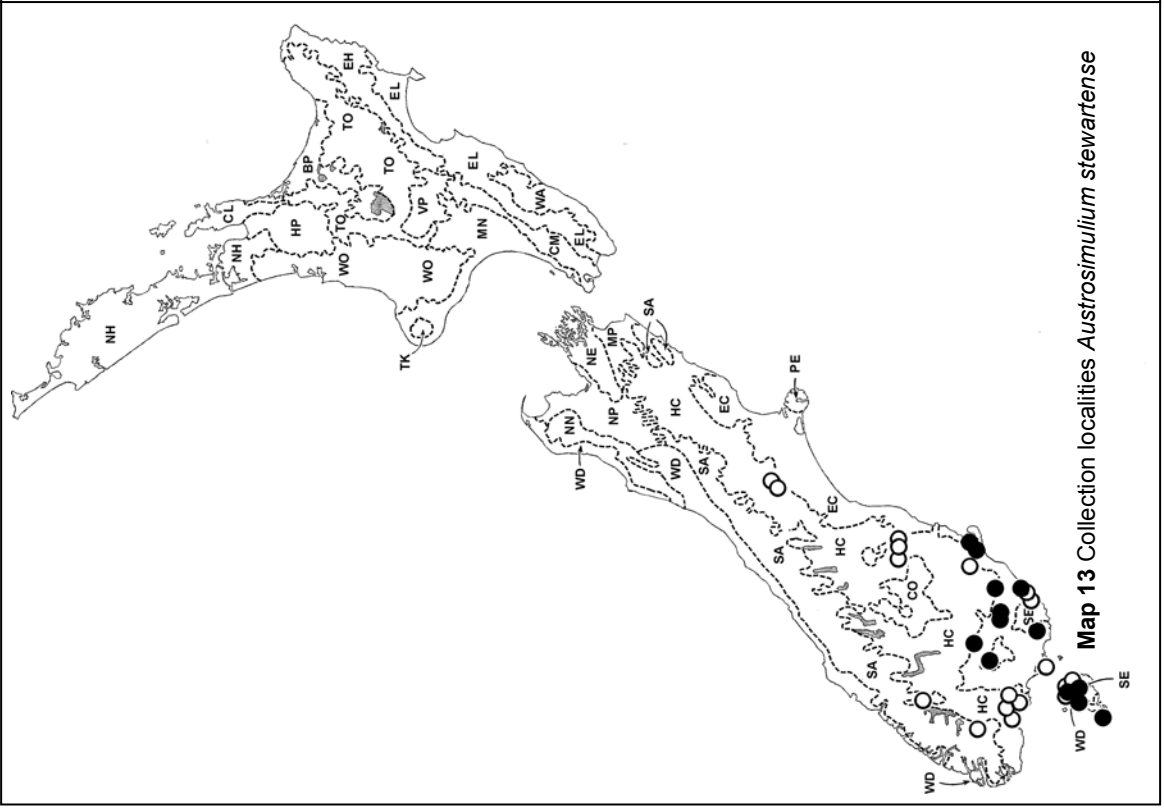 NH
NH
CL
HP
BP
TO
TO
TO
EH
EL
WO
WO
VP
EL
TK
MN
WA
CM
EL
NE
MP
SA
WD
NN
NP
HC
EC
PE
WD
SA
SA
HC
EC
CO
SA
HC
HC
SE
WD
WD
SE
Map 13 Collection localities Austrosimulium stewartense